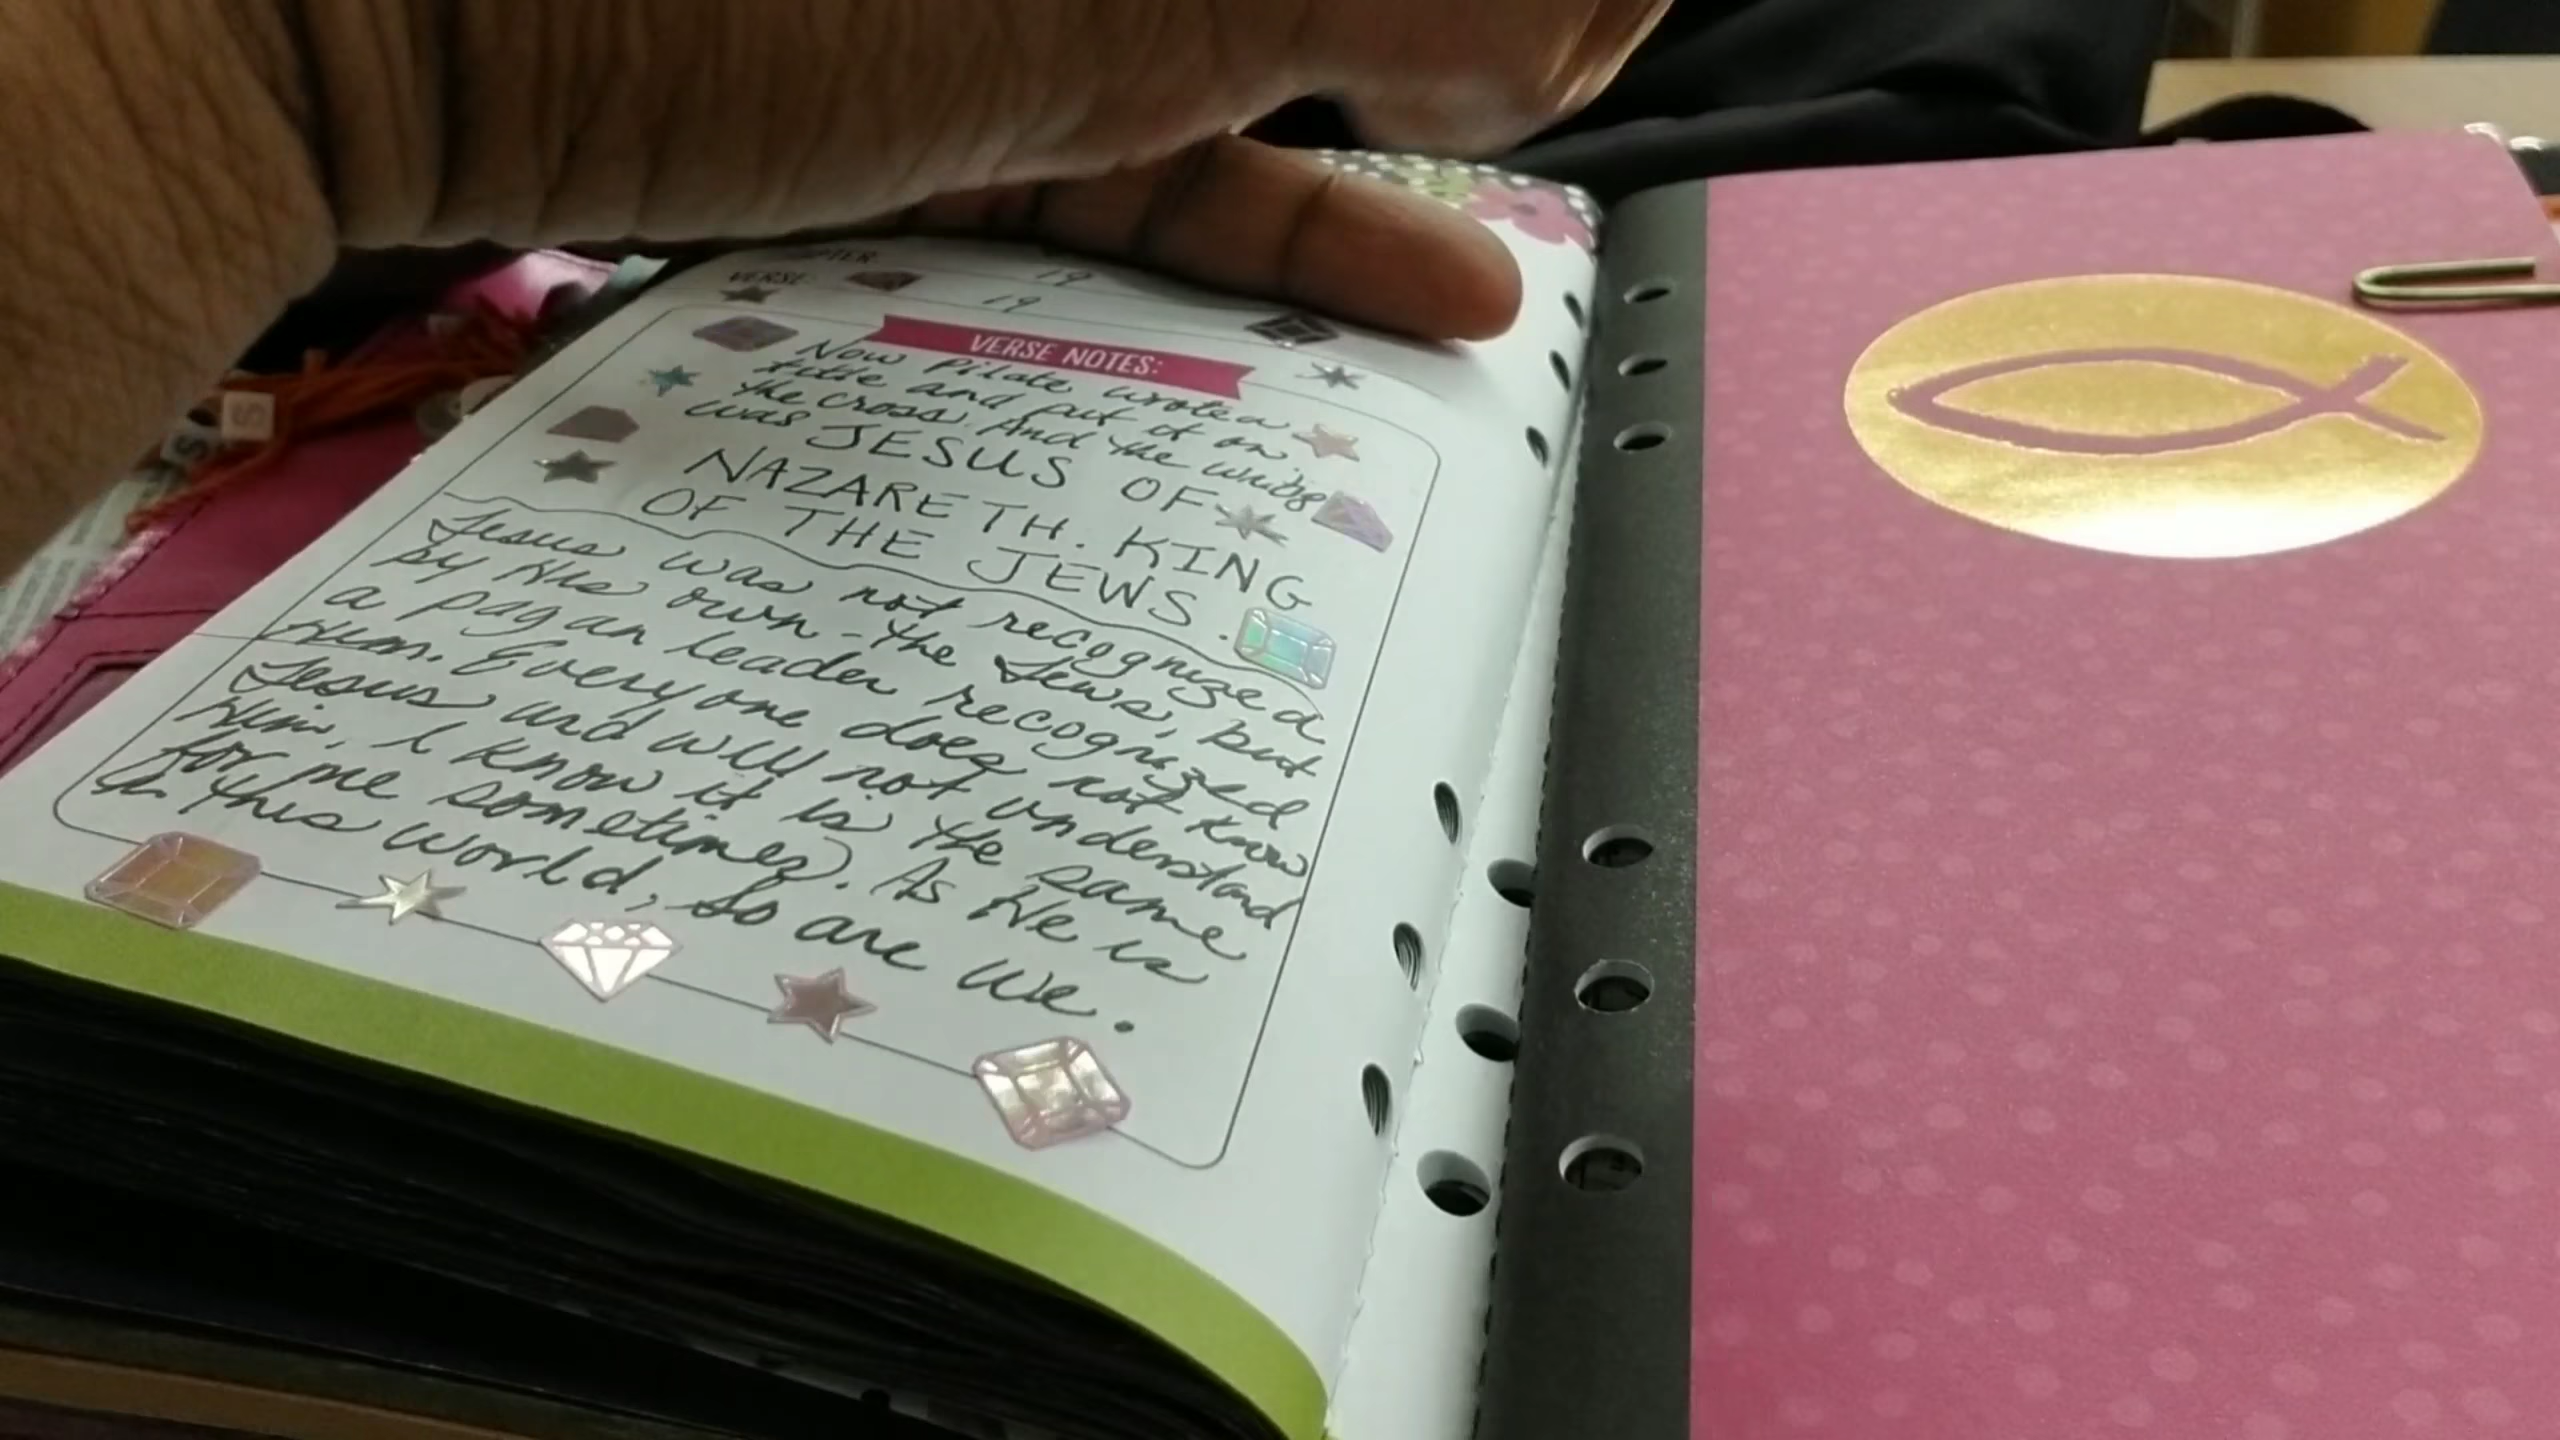 19
VERSE: 19
VERSE NOTES:
Now Pilate wrote a
title and put it on
the cross. And the writing
was JESUS OF
NAZARETH. KING
OF THE JEWS.
Jesus was not recognized
by His own - the Jews, but
a pagan leader recognized
Him. Everyone does not know
Jesus and will not understand
Him. I know it is the same
for me sometimes. As He is
in this world, so are we.
S
S